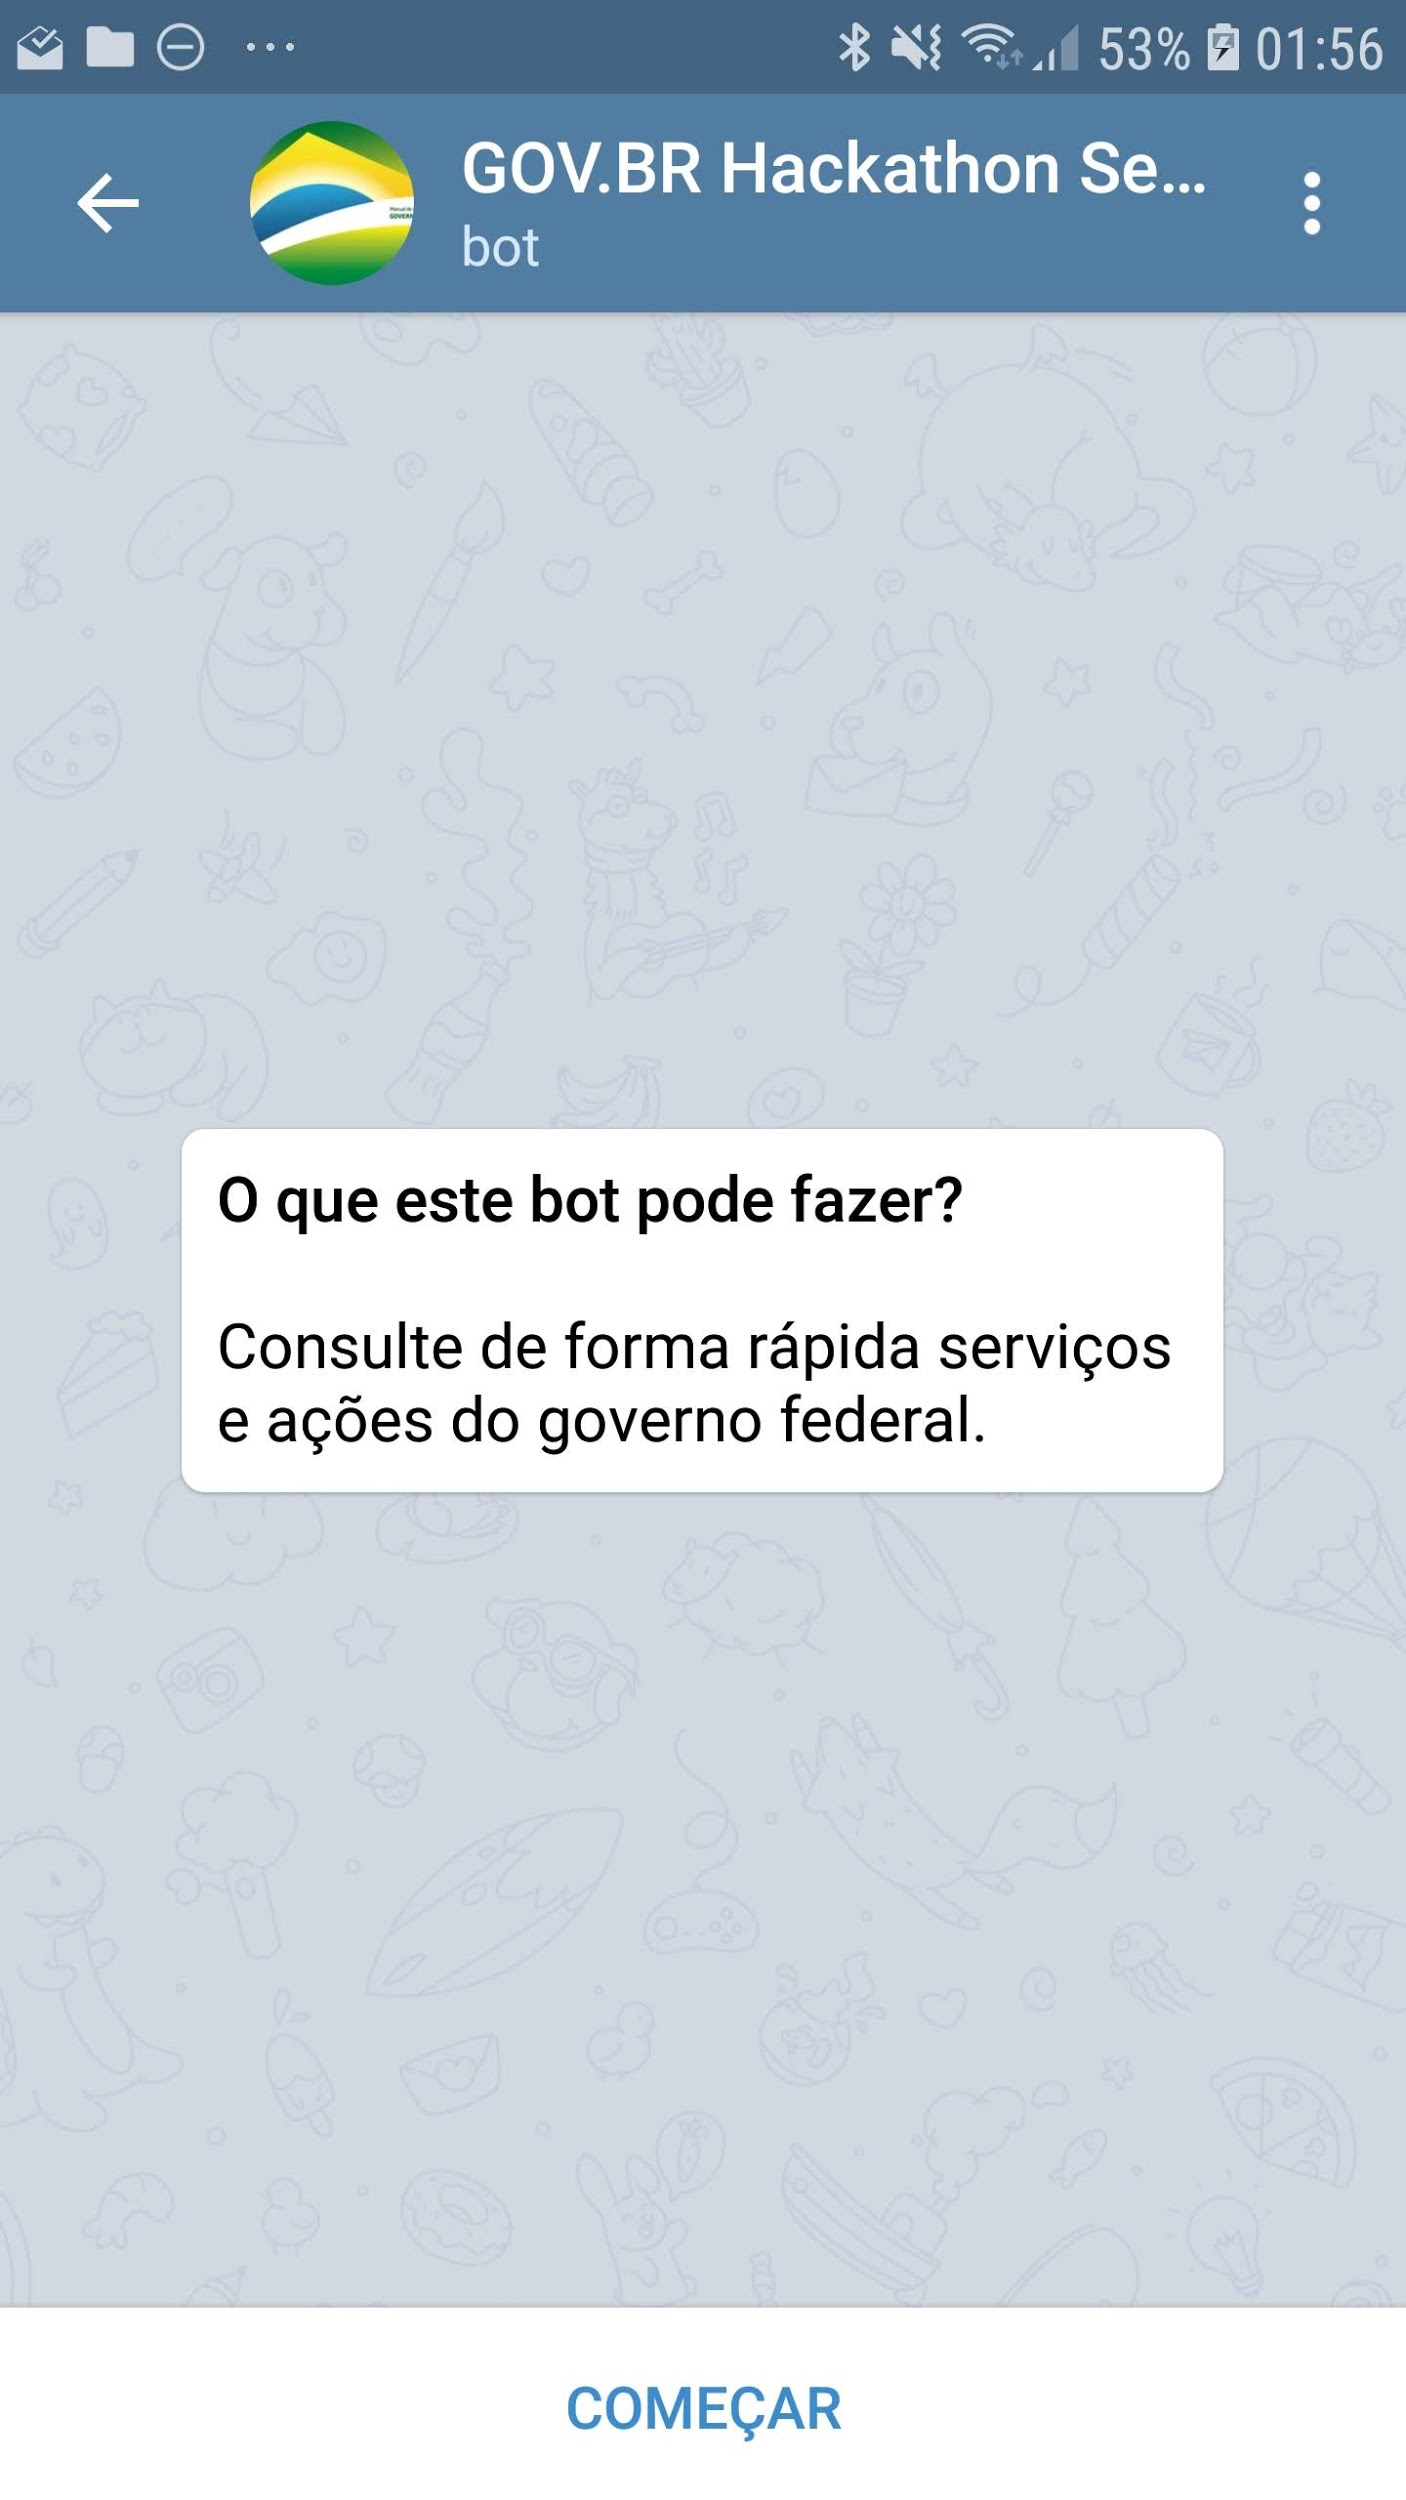 53% 01:56
GOV.BR Hackathon Se...
bot
O que este bot pode fazer?
Consulte de forma rápida serviços
e ações do governo federal.
COMEÇAR